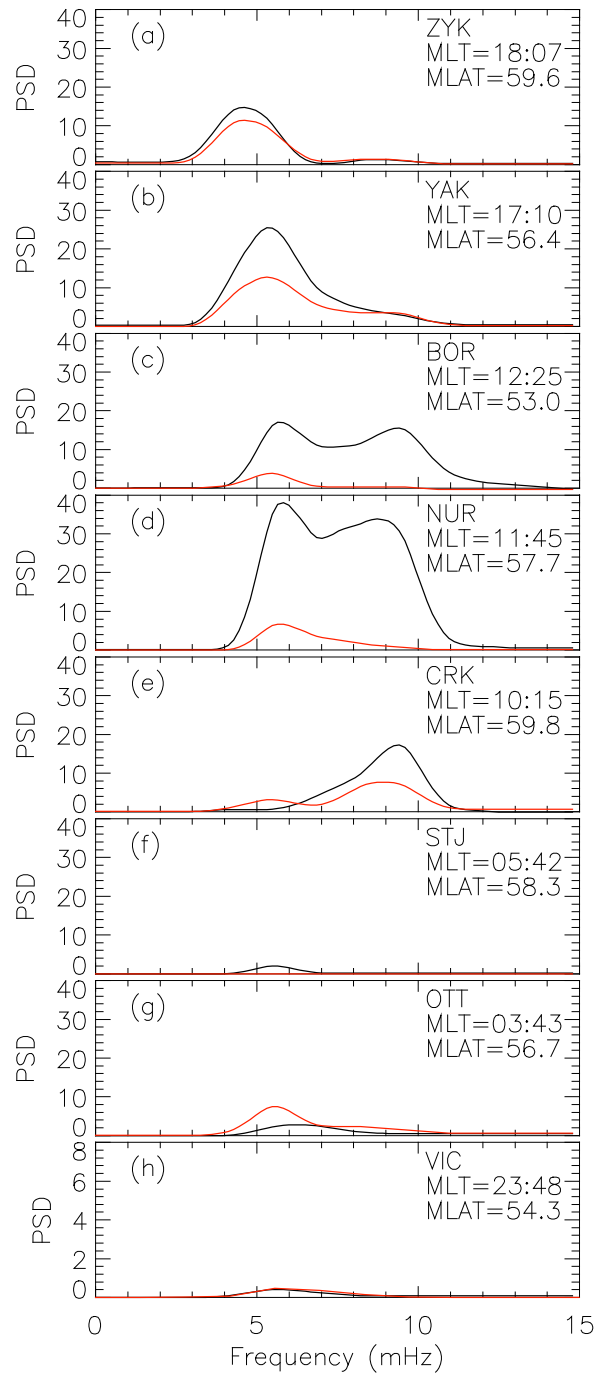 40
30
20
10
0
PSD
(a)
ZYK
MLT=18:07
MLAT=59.6
40
30
20
10
0
PSD
(b)
YAK
MLT=17:10
MLAT=56.4
40
30
20
10
0
PSD
(c)
BOR
MLT=12:25
MLAT=53.0
40
30
20
10
0
PSD
(d)
NUR
MLT=11:45
MLAT=57.7
40
30
20
10
0
PSD
(e)
CRK
MLT=10:15
MLAT=59.8
40
30
20
10
0
PSD
(f)
STJ
MLT=05:42
MLAT=58.3
40
30
20
10
0
PSD
(g)
OTT
MLT=03:43
MLAT=56.7
8
6
4
2
0
PSD
(h)
VIC
MLT=23:48
MLAT=54.3
0 5 10 15
Frequency (mHz)